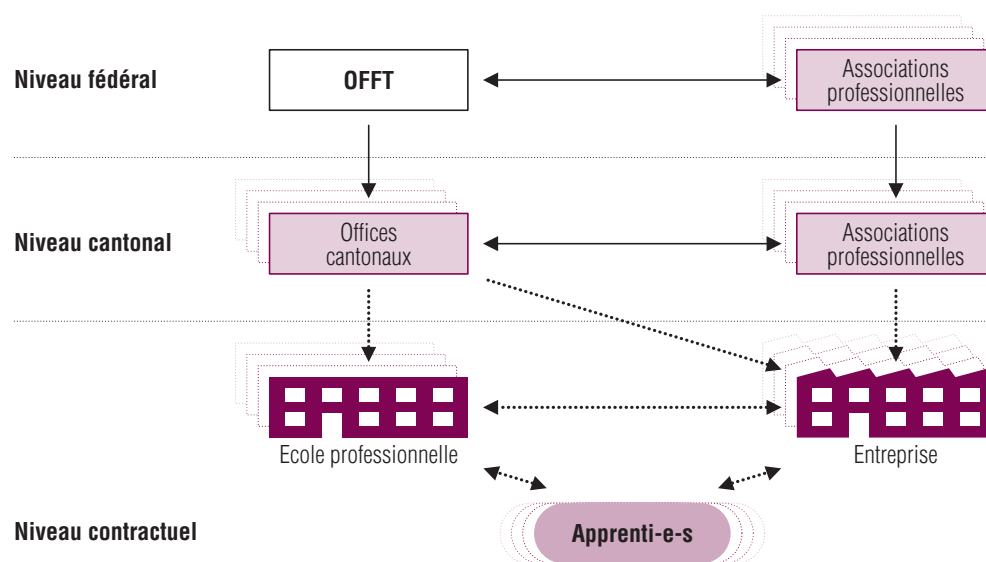 Niveau fédéral
OFFT
Associations
professionnelles
Niveau cantonal
Offices
cantonaux
Associations
professionnelles
Ecole professionnelle
Entreprise
Niveau contractuel
Apprenti-e-s